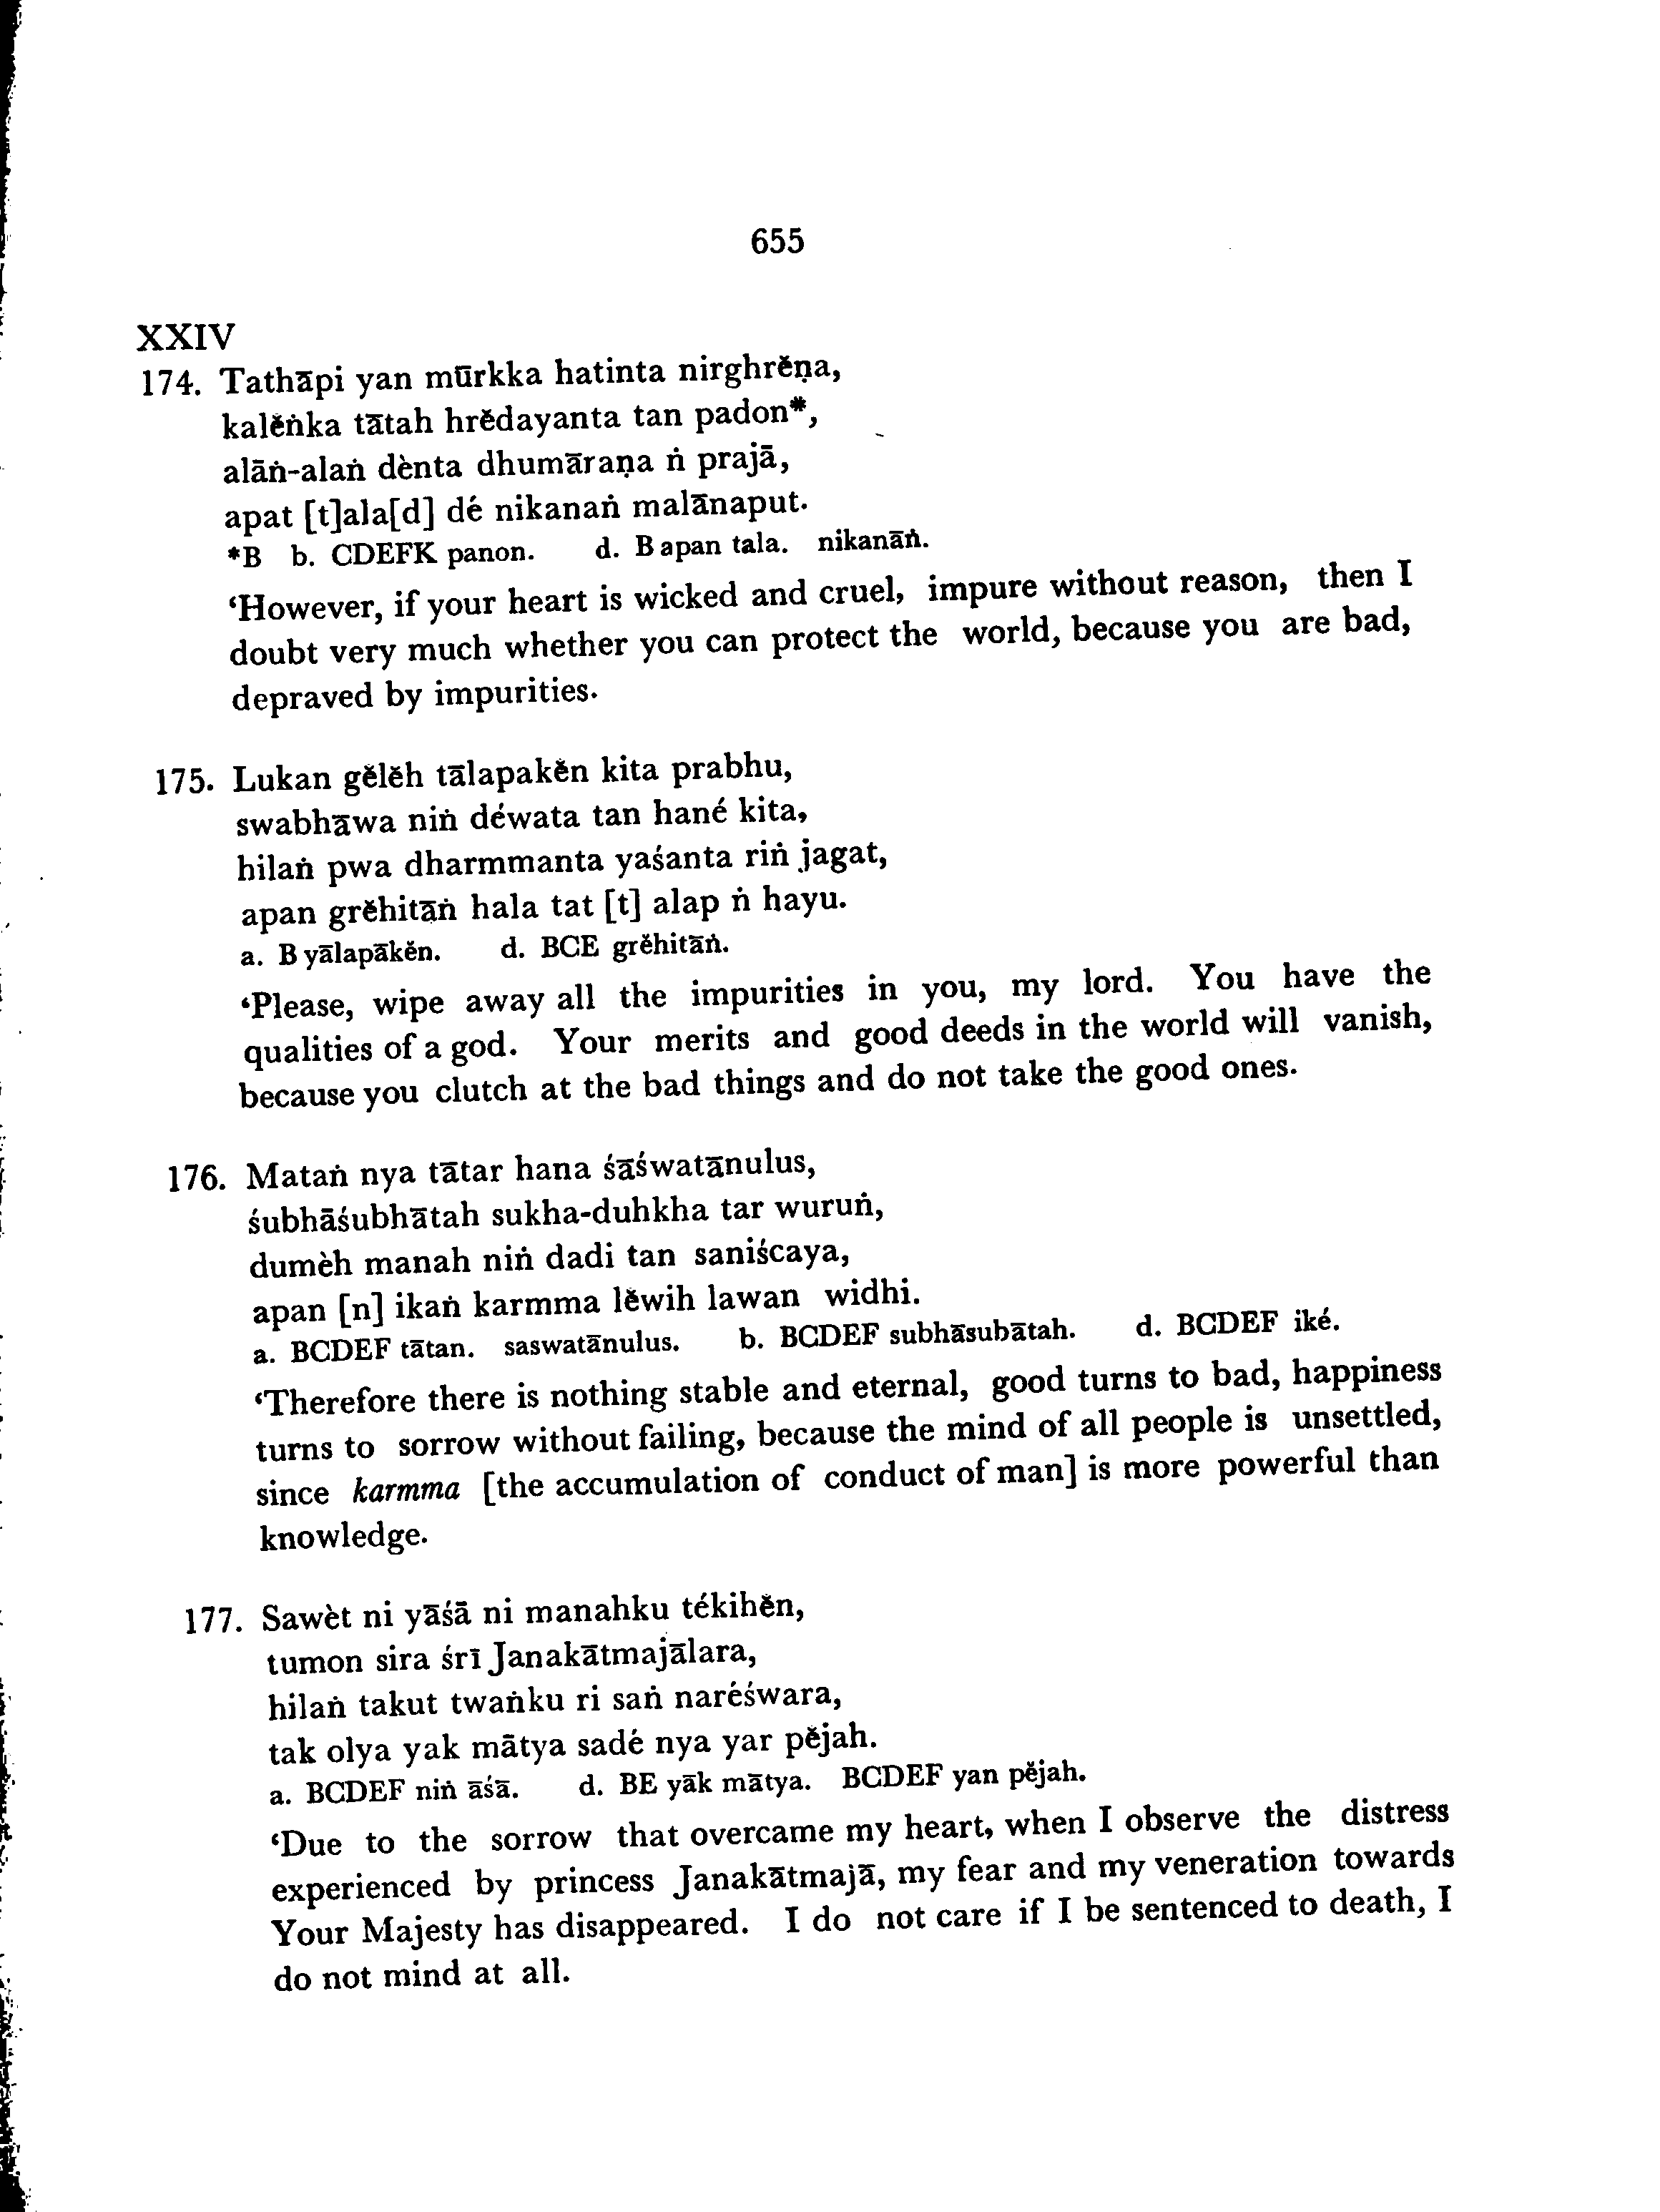 655
XXIV
174. Tathāpi yan mūrkka hatinta nirghrĕṇa,
kalĕṅka tātah hrĕdayanta tan padon*,
alāṅ-alaṅ dènta dhumāraṇa ṅ prajā,
apat [t]ala[d] dé nikanaṅ malānaput.
*B b. CDEFK panon. d. B apan tala. nikanāṅ.
‘However, if your heart is wicked and cruel, impure without reason, then I
doubt very much whether you can protect the world, because you are bad,
depraved by impurities.
175. Lukan gĕlĕh tālapakĕn kita prabhu,
swabhāwa niṅ déwata tan hané kita,
hilaṅ pwa dharmmanta yaśanta riṅ jagat,
apan grĕhitāṅ hala tat [t] alap ṅ hayu.
a. B yālapākĕn. d. BCE grĕhitāṅ.
‘Please, wipe away all the impurities in you, my lord. You have the
qualities of a god. Your merits and good deeds in the world will vanish,
because you clutch at the bad things and do not take the good ones.
176. Mataṅ nya tātar hana śāśwatānulus,
śubhāśubhātah sukha-duhkha tar wuruṅ,
dumèh manah niṅ dadi tan saniścaya,
apan [n] ikaṅ karmma lĕwih lawan widhi.
a. BCDEF tātan. saswatānulus. b. BCDEF subhāsubātah. d. BCDEF iké.
‘Therefore there is nothing stable and eternal, good turns to bad, happiness
turns to sorrow without failing, because the mind of all people is unsettled,
since karmma [the accumulation of conduct of man] is more powerful than
knowledge.
177. Sawèt ni yāśā ni manahku tékihĕn,
tumon sira śrī Janakātmajālara,
hilaṅ takut twaṅku ri saṅ naréśwara,
tak olya yak mātya sadé nya yar pĕjah.
a. BCDEF niṅ āśā. d. BE yāk mātya. BCDEF yan pĕjah.
‘Due to the sorrow that overcame my heart, when I observe the distress
experienced by princess Janakātmajā, my fear and my veneration towards
Your Majesty has disappeared. I do not care if I be sentenced to death, I
do not mind at all.